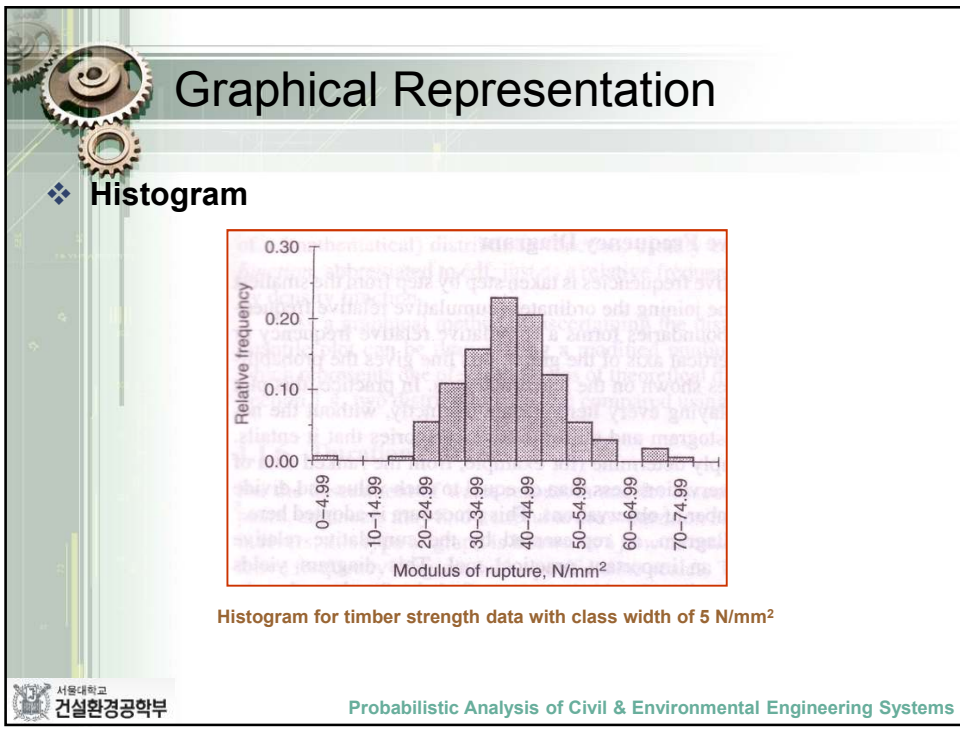 Graphical Representation
Histogram
0.30
0.20
0.10
0.00
Relative frequency
0–4.99
10–14.99
20–24.99
30–34.99
40–44.99
50–54.99
60–64.99
70–74.99
Modulus of rupture, N/mm²
Histogram for timber strength data with class width of 5 N/mm²
서울대학교
건설환경공학부
Probabilistic Analysis of Civil & Environmental Engineering Systems